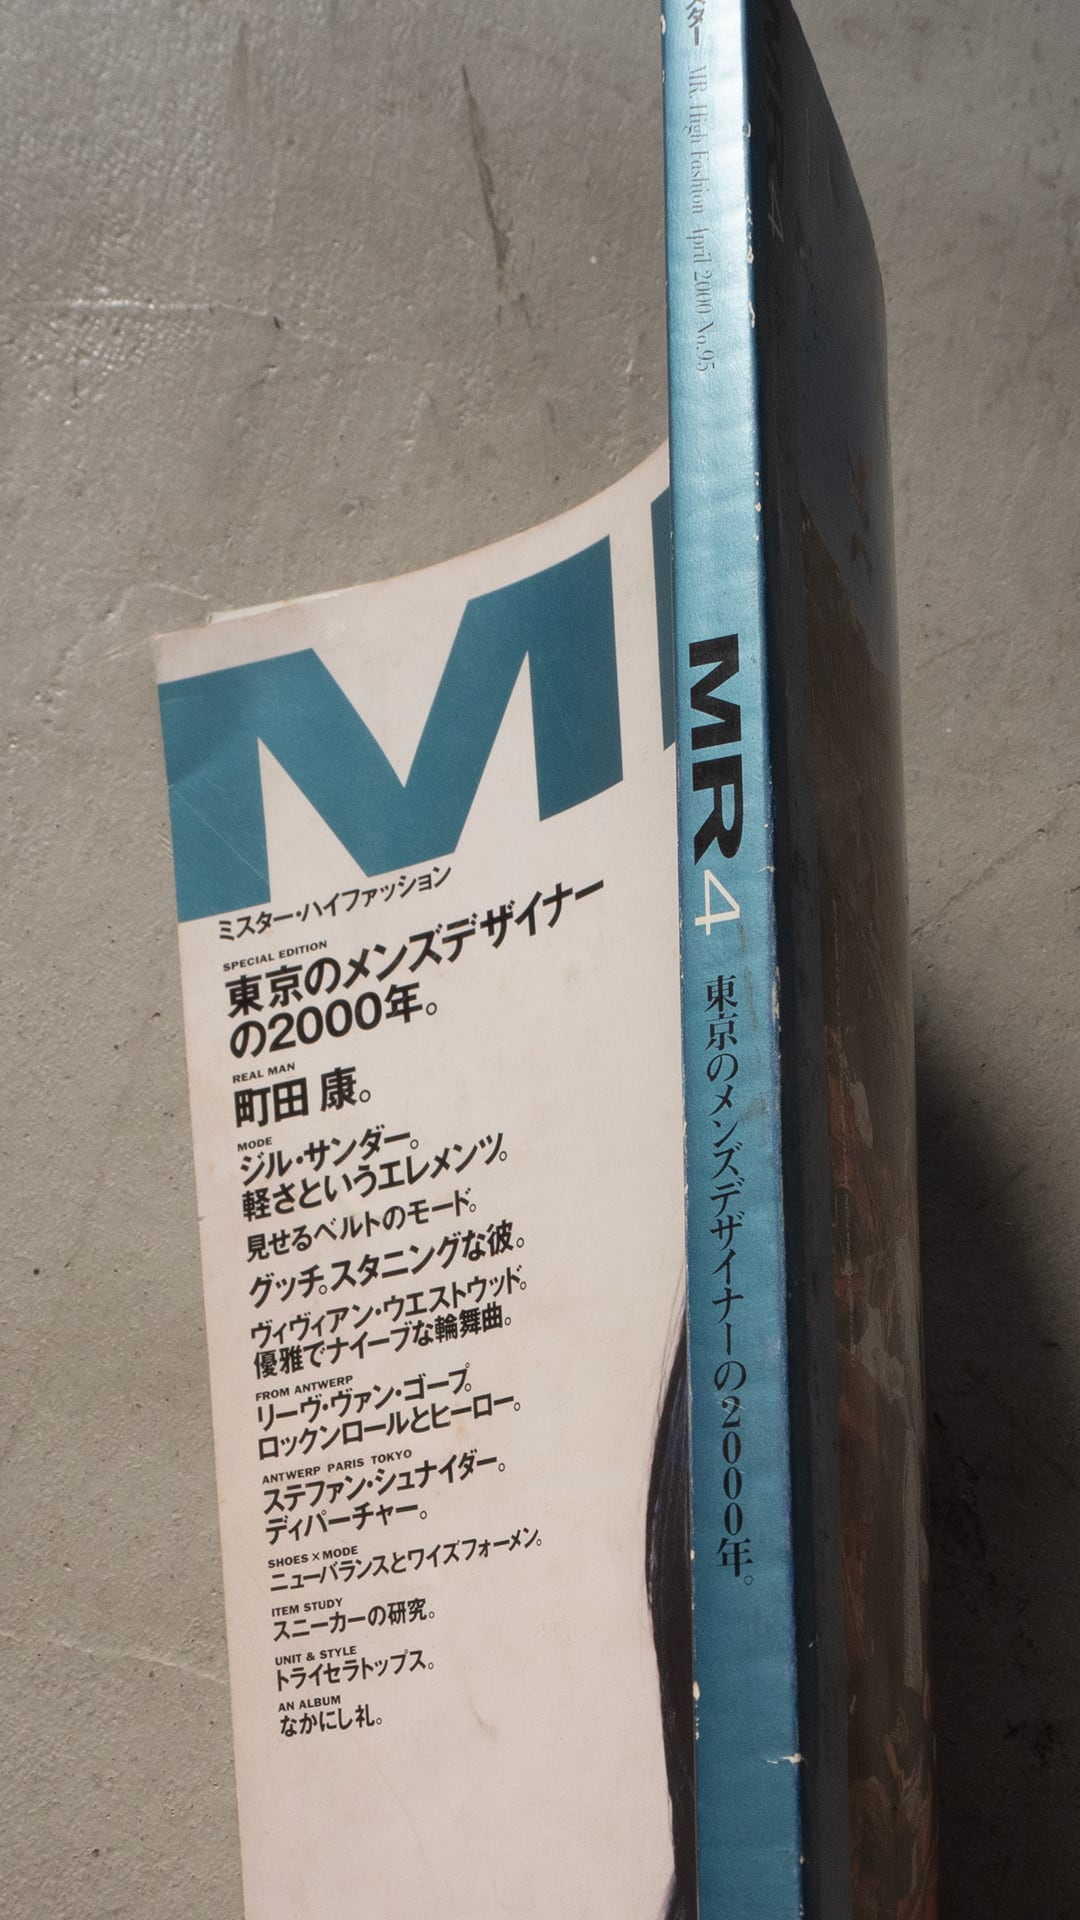 M
ミスター・ハイファッション
SPECIAL EDITION
東京のメンズデザイナー
の2000年。
REAL MAN
町田 康。
MODE
ジル・サンダー。
軽さというエレメンツ。
見せるベルトのモード。
グッチ。スタニングな彼。
ヴィヴィアン・ウエストウッド。
優雅でナイーブな輪舞曲。
FROM ANTWERP
リーヴ・ヴァン・ゴープ。
ロックンロールとヒーロー。
ANTWERP PARIS TOKYO
ステファン・シュナイダー。
ディパーチャー。
SHOES×MODE
ニューバランスとワイズフォーメン。
ITEM STUDY
スニーカーの研究。
UNIT & STYLE
トライセラトップス。
AN ALBUM
なかにし礼。
スター MR. High Fashion April 2000 No.95
MR4 東京のメンズデザイナーの2000年。
4